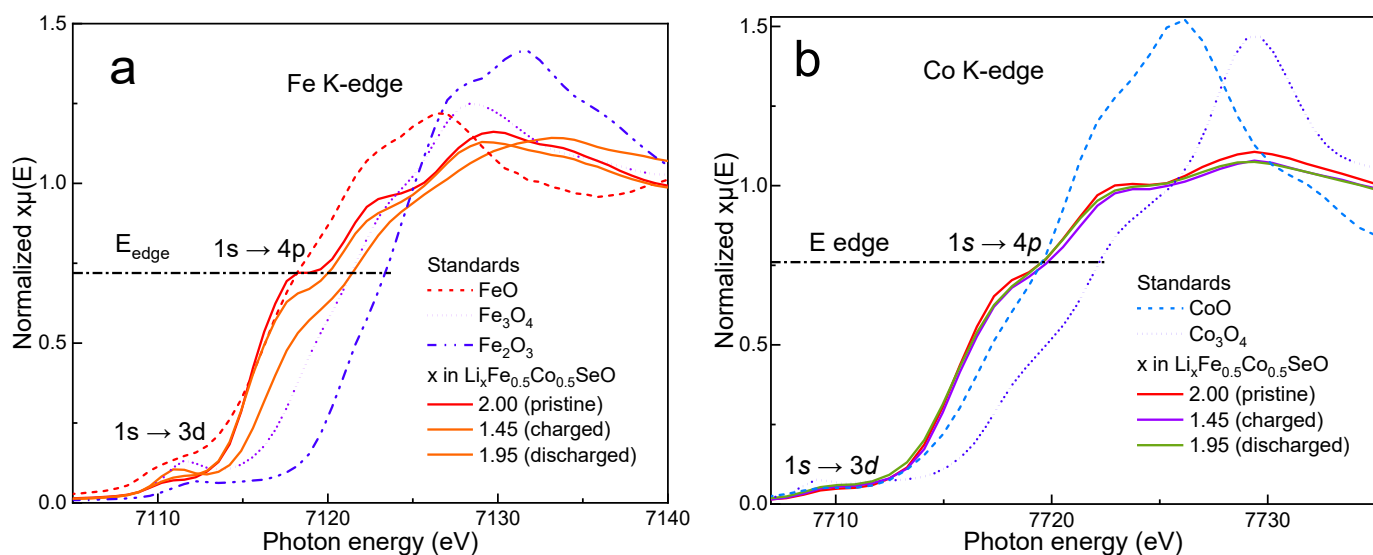 a
Fe K-edge
E_edge
1s → 4p
1s → 3d
Standards
FeO
Fe₃O₄
Fe₂O₃
x in LiₓFe₀.₅Co₀.₅SeO
2.00 (pristine)
1.45 (charged)
1.95 (discharged)
Normalized xμ(E)
1.5
1.0
0.5
0.0
7110
7120
7130
7140
Photon energy (eV)
b
Co K-edge
E edge
1s → 4p
1s → 3d
Standards
CoO
Co₃O₄
x in LiₓFe₀.₅Co₀.₅SeO
2.00 (pristine)
1.45 (charged)
1.95 (discharged)
Normalized xμ(E)
1.5
1.0
0.5
0.0
7710
7720
7730
Photon energy (eV)